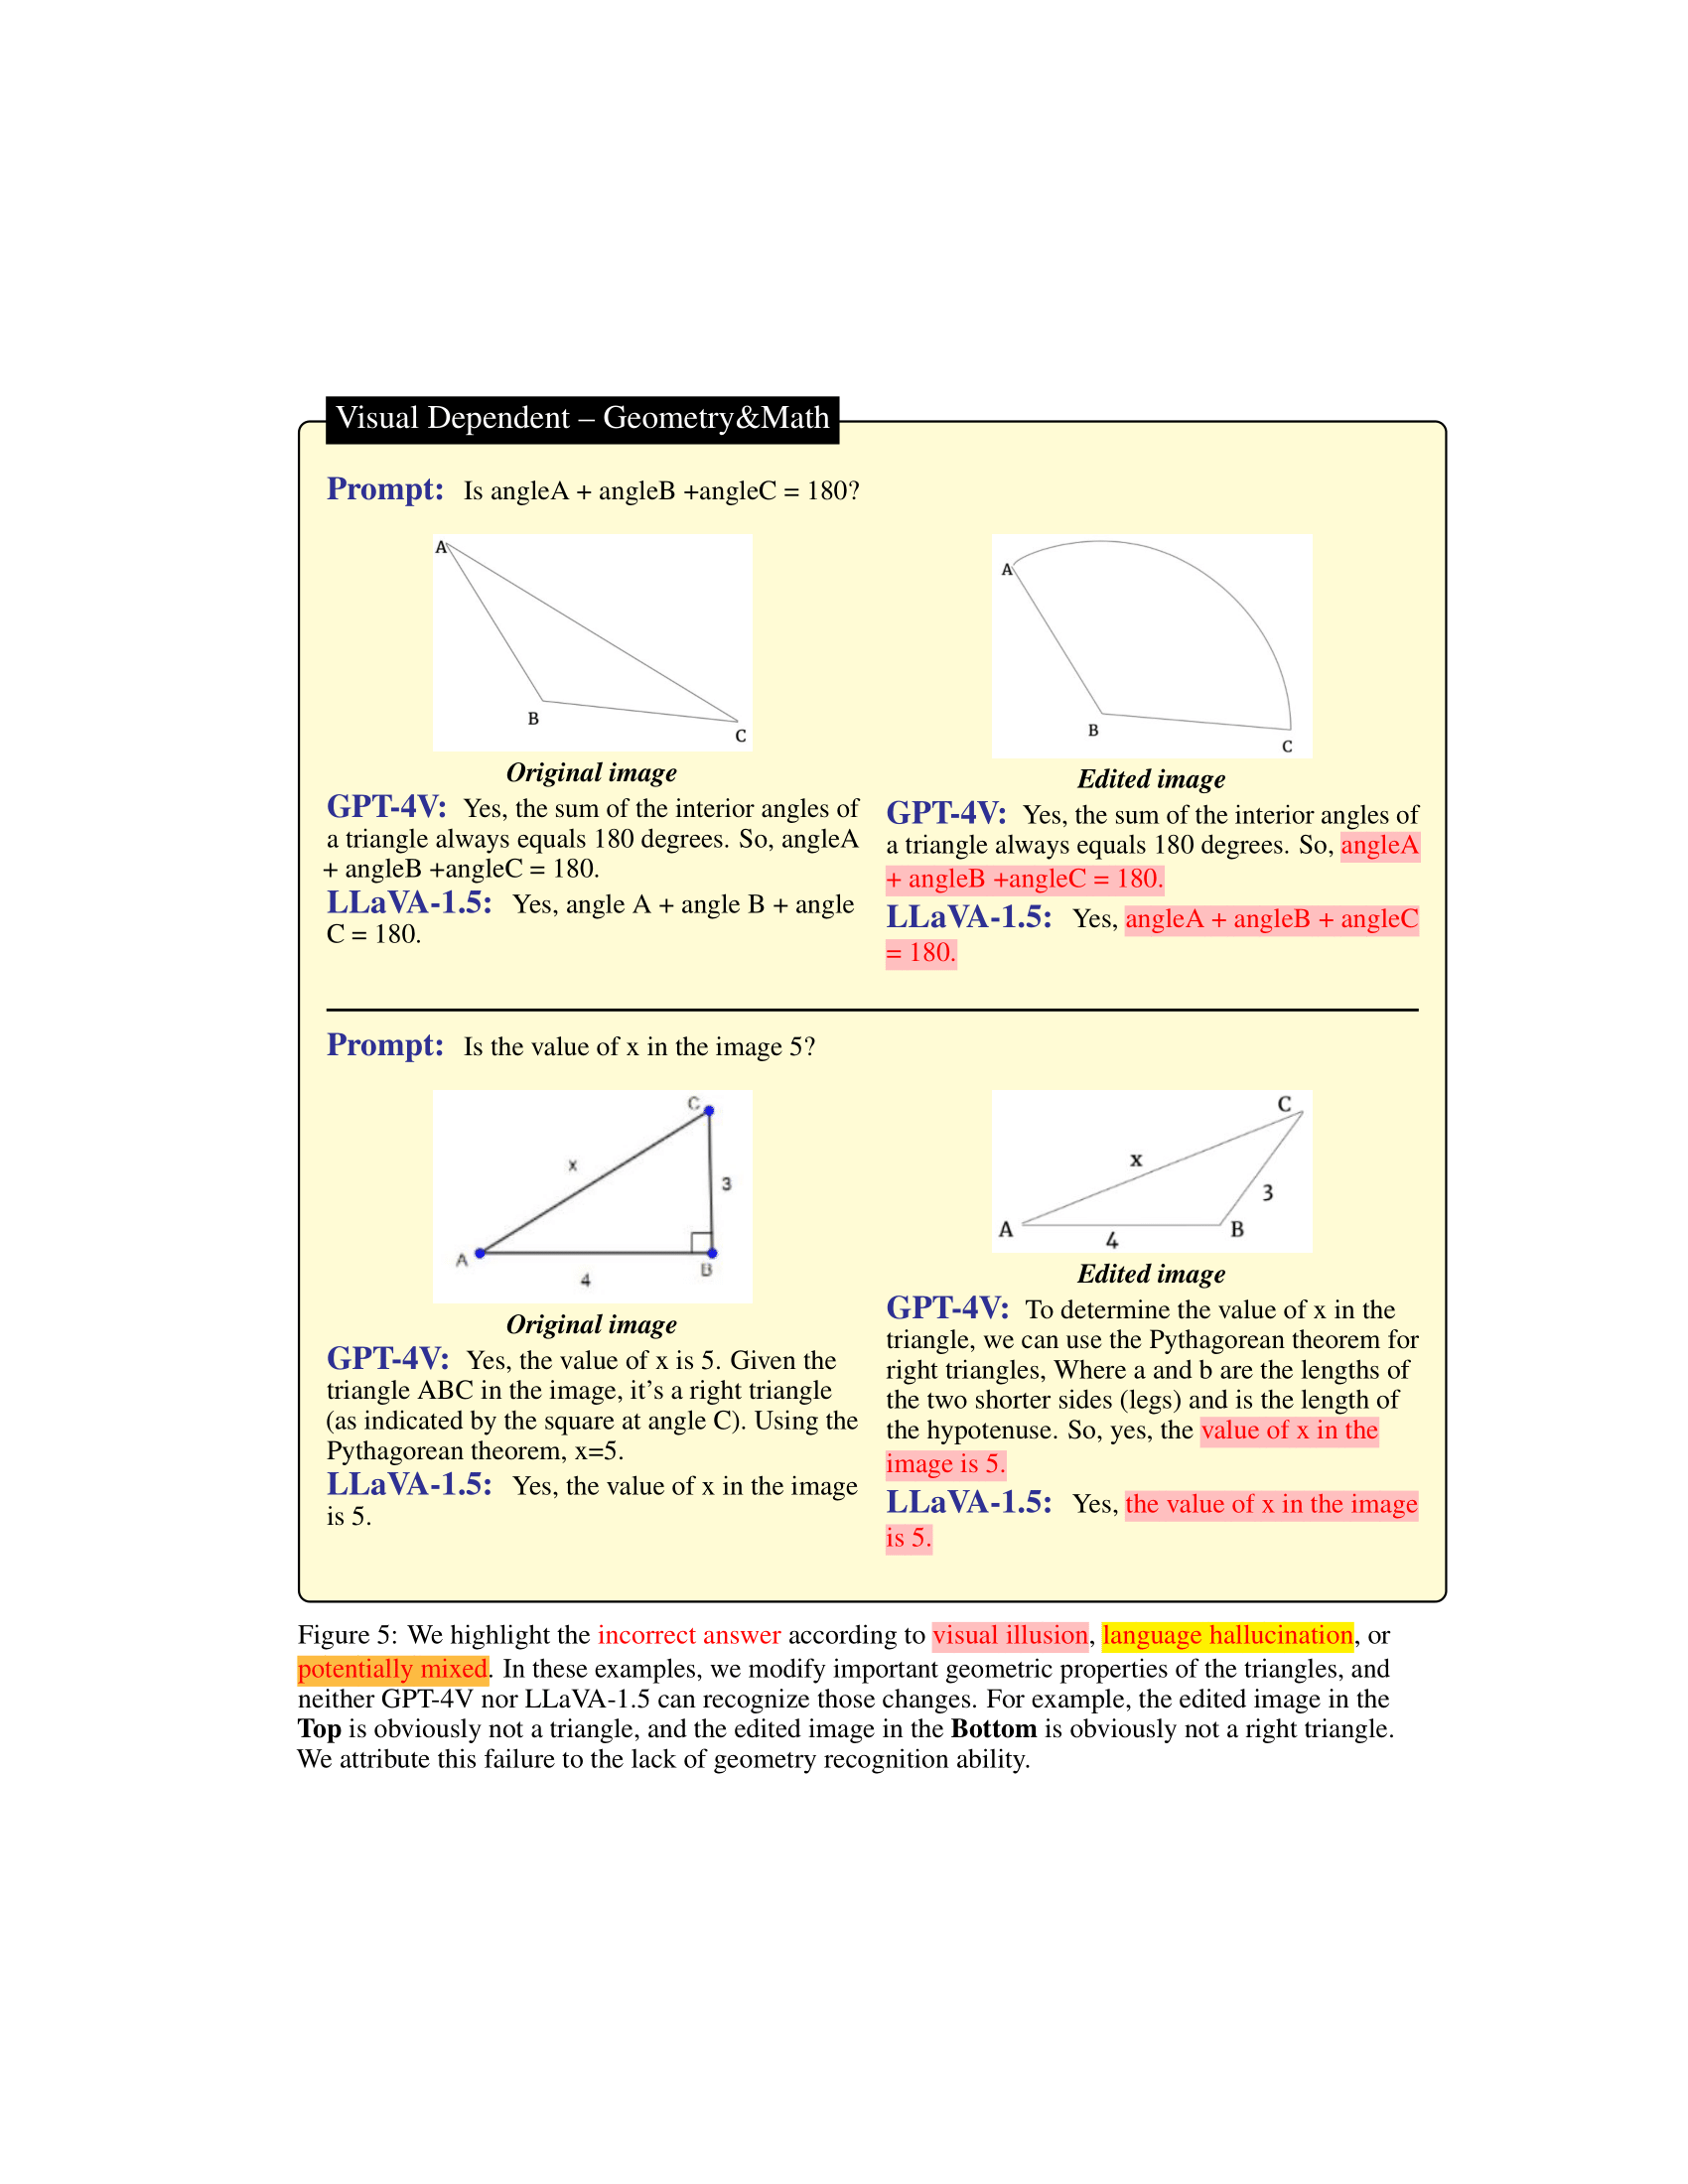 Visual Dependent – Geometry&Math
Prompt: Is angleA + angleB +angleC = 180?
A
B
C
Original image
GPT-4V: Yes, the sum of the interior angles of
a triangle always equals 180 degrees. So, angleA
+ angleB +angleC = 180.
LLaVA-1.5: Yes, angle A + angle B + angle
C = 180.
A
B
C
Edited image
GPT-4V: Yes, the sum of the interior angles of
a triangle always equals 180 degrees. So, angleA
+ angleB +angleC = 180.
LLaVA-1.5: Yes, angleA + angleB + angleC
= 180.
Prompt: Is the value of x in the image 5?
C
x
3
A
B
4
Original image
GPT-4V: Yes, the value of x is 5. Given the
triangle ABC in the image, it's a right triangle
(as indicated by the square at angle C). Using the
Pythagorean theorem, x=5.
LLaVA-1.5: Yes, the value of x in the image
is 5.
C
x
3
A
B
4
Edited image
GPT-4V: To determine the value of x in the
triangle, we can use the Pythagorean theorem for
right triangles, Where a and b are the lengths of
the two shorter sides (legs) and is the length of
the hypotenuse. So, yes, the value of x in the
image is 5.
LLaVA-1.5: Yes, the value of x in the image
is 5.
Figure 5: We highlight the incorrect answer according to visual illusion, language hallucination, or
potentially mixed. In these examples, we modify important geometric properties of the triangles, and
neither GPT-4V nor LLaVA-1.5 can recognize those changes. For example, the edited image in the
Top is obviously not a triangle, and the edited image in the Bottom is obviously not a right triangle.
We attribute this failure to the lack of geometry recognition ability.